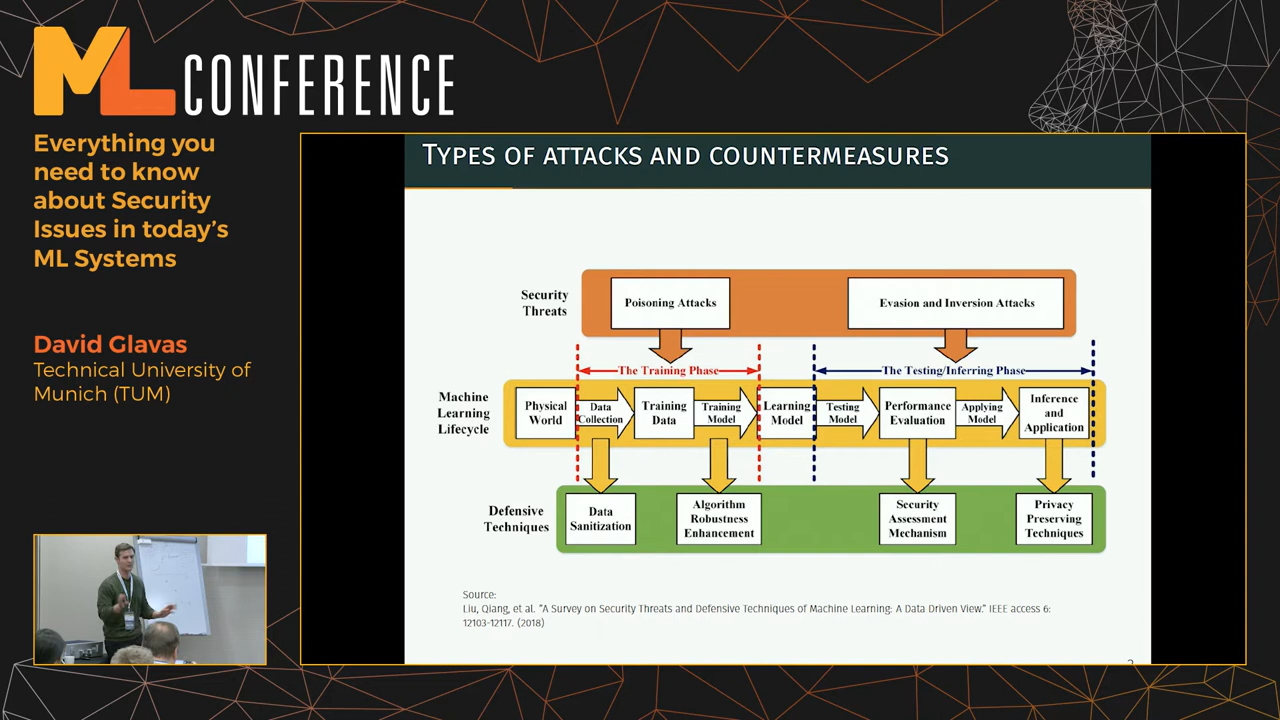 ML CONFERENCE
Everything you
need to know
about Security
Issues in today's
ML Systems
David Glavas
Technical University of
Munich (TUM)
TYPES OF ATTACKS AND COUNTERMEASURES
Security
Threats
Poisoning Attacks
Evasion and Inversion Attacks
The Training Phase
The Testing/Inferring Phase
Machine
Learning
Lifecycle
Physical
World
Data
Collection
Training
Data
Training
Model
Learning
Model
Testing
Model
Performance
Evaluation
Applying
Model
Inference
and
Application
Defensive
Techniques
Data
Sanitization
Algorithm
Robustness
Enhancement
Security
Assessment
Mechanism
Privacy
Preserving
Techniques
Source:
Liu, Qiang, et al. "A Survey on Security Threats and Defensive Techniques of Machine Learning: A Data Driven View." IEEE access 6:
12103-12117. (2018)